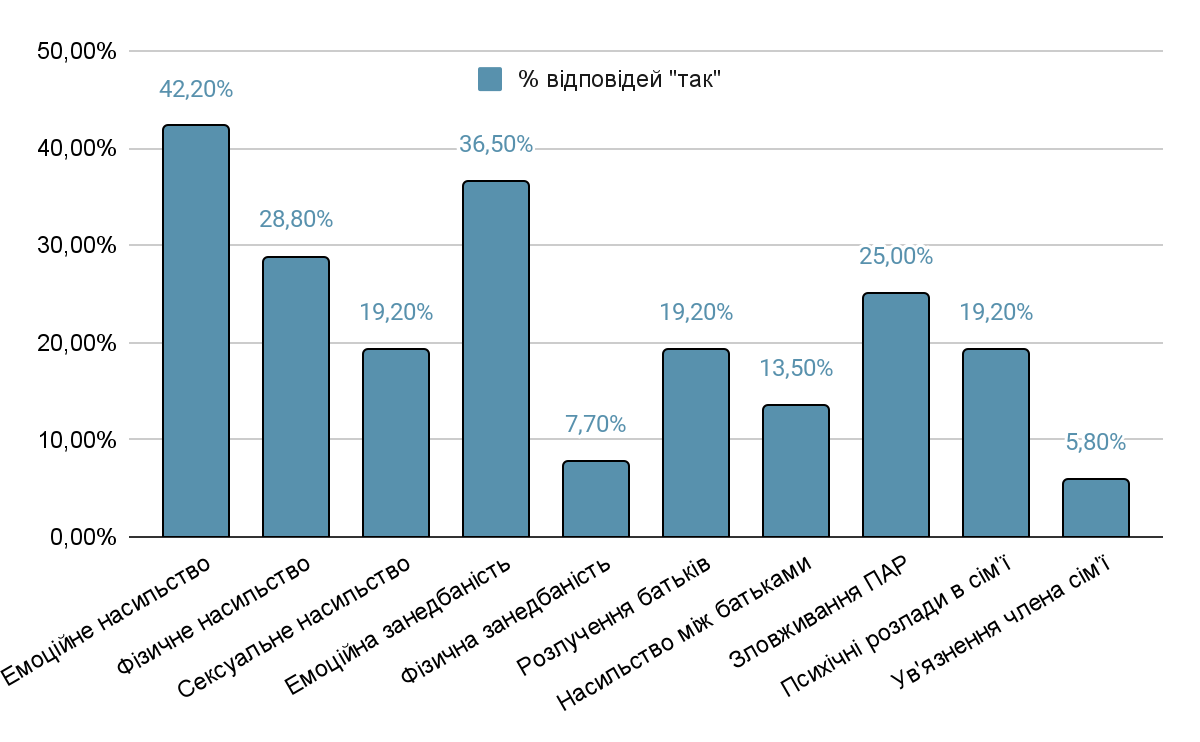 50,00%
40,00%
30,00%
20,00%
10,00%
0,00%
% відповідей "так"
42,20%
28,80%
19,20%
36,50%
7,70%
19,20%
13,50%
25,00%
19,20%
5,80%
Емоційне насильство
Фізичне насильство
Сексуальне насильство
Емоційна занедбаність
Фізична занедбаність
Розлучення батьків
Насильство між батьками
Зловживання ПАР
Психічні розлади в сім'ї
Ув'язнення члена сім'ї